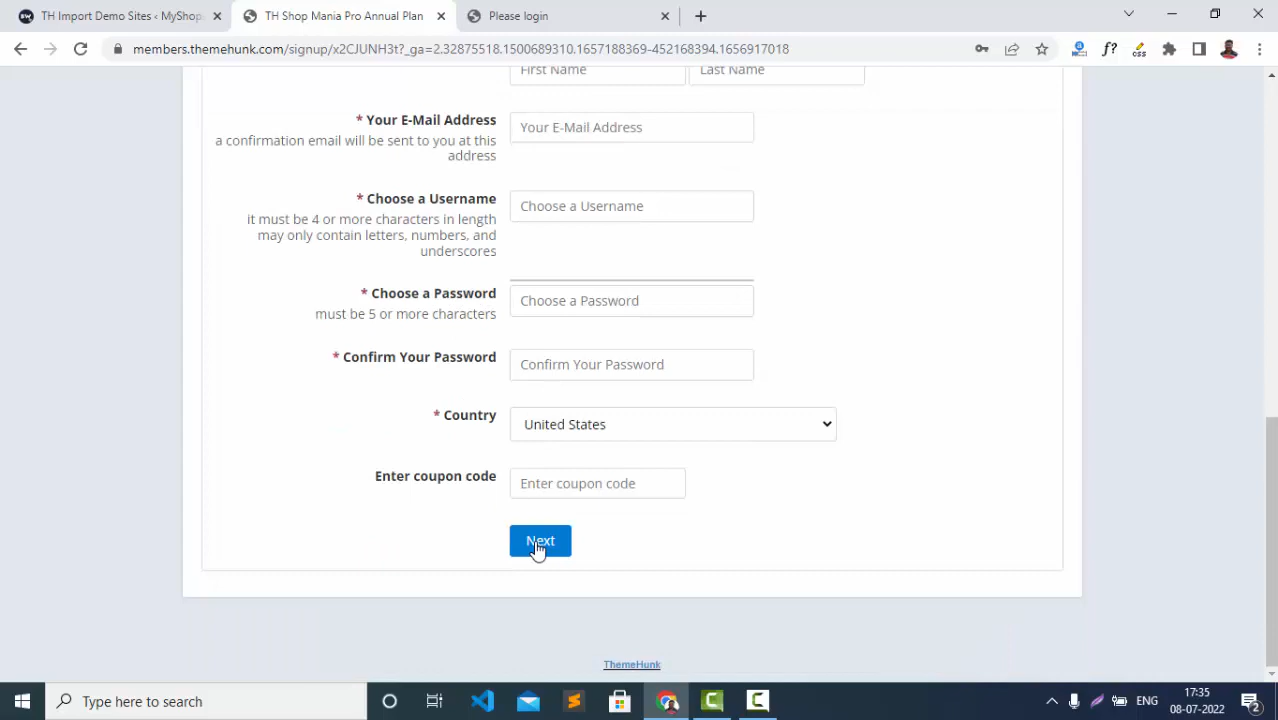 TH Import Demo Sites ‹ MyShop
TH Shop Mania Pro Annual Plan
Please login
members.themehunk.com/signup/x2CJUNH3t?_ga=2.32875518.1500689310.1657188369-452168394.1656917018
f?
css
First Name
Last Name
* Your E-Mail Address
a confirmation email will be sent to you at this
address
Your E-Mail Address
* Choose a Username
it must be 4 or more characters in length
may only contain letters, numbers, and
underscores
Choose a Username
* Choose a Password
must be 5 or more characters
Choose a Password
* Confirm Your Password
Confirm Your Password
* Country
United States
Enter coupon code
Enter coupon code
Next
ThemeHunk
Type here to search
ENG
17:35
08-07-2022
2